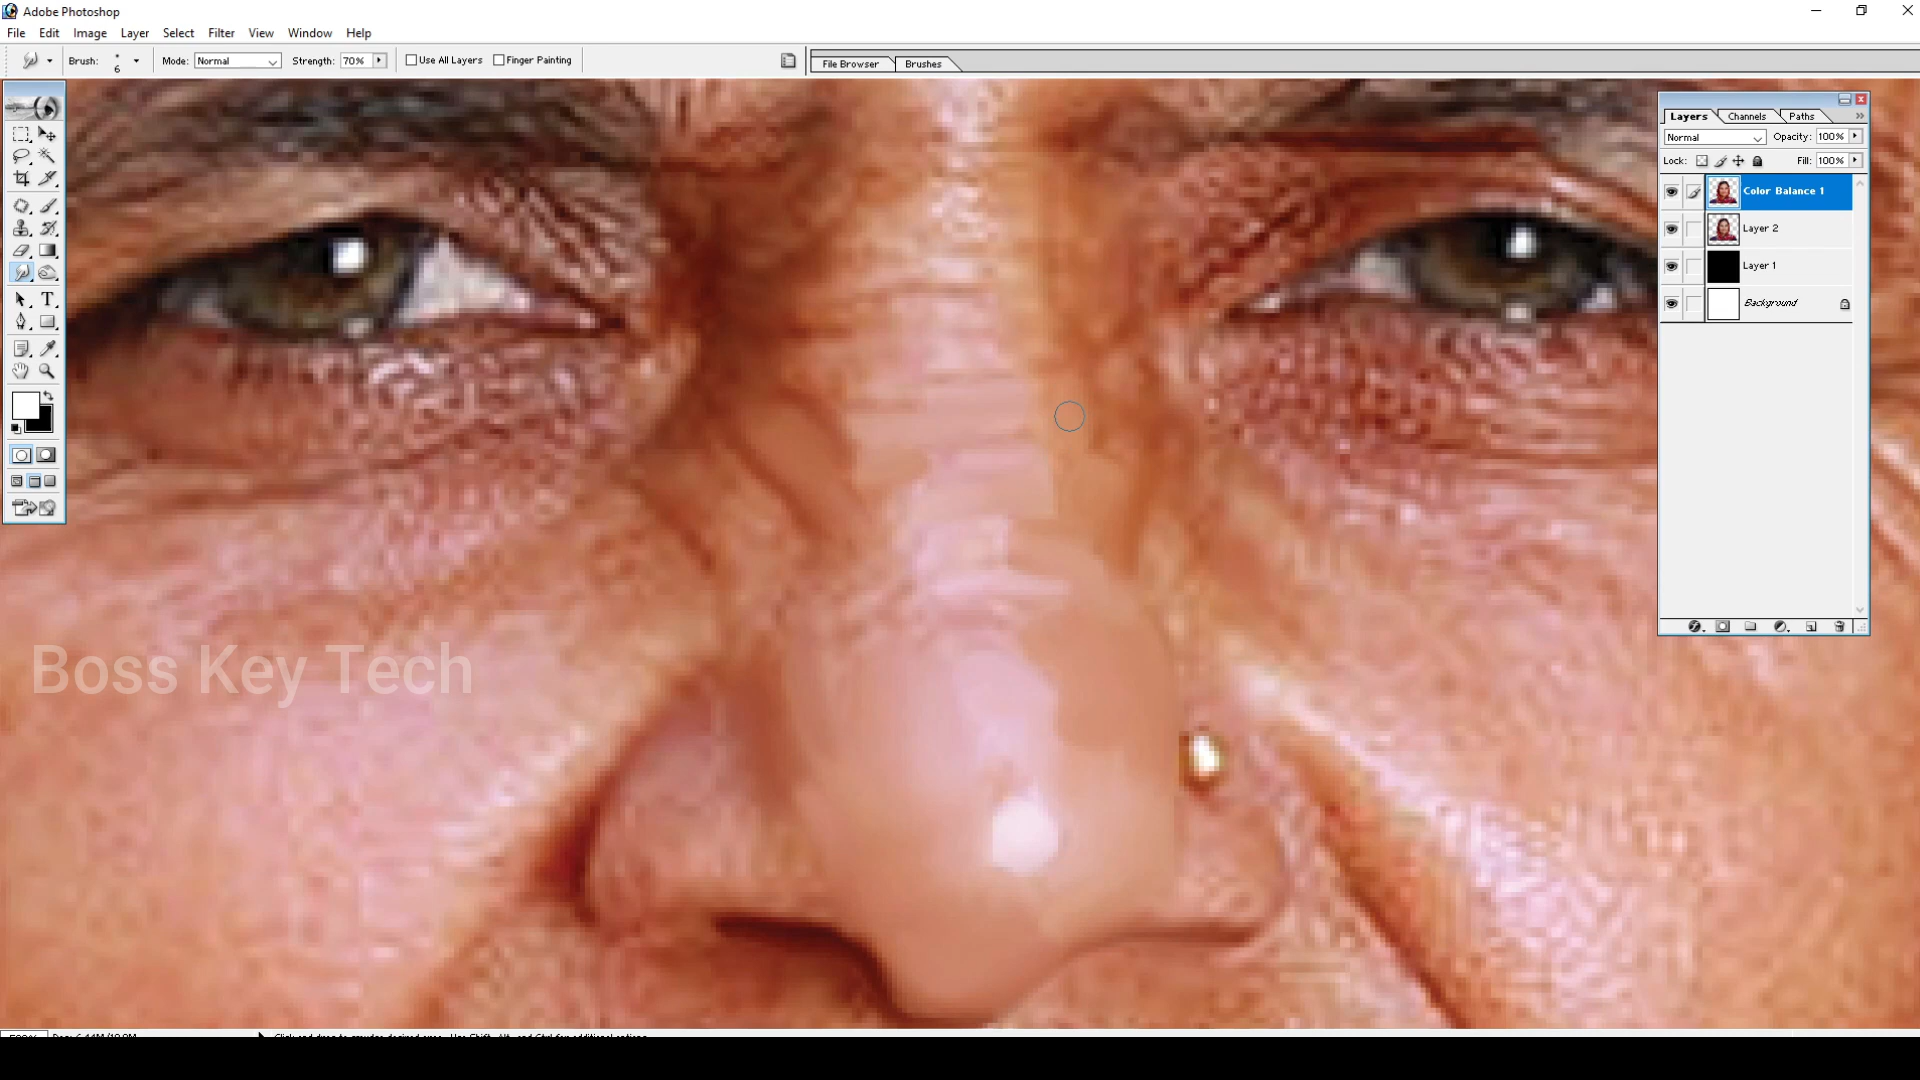 Adobe Photoshop
File Edit Image Layer Select Filter View Window Help
Brush: 6 Mode: Normal Strength: 70% Use All Layers Finger Painting File Browser Brushes
Layers Channels Paths
Normal Opacity: 100%
Lock: Fill: 100%
Color Balance 1
Layer 2
Layer 1
Background
Boss Key Tech